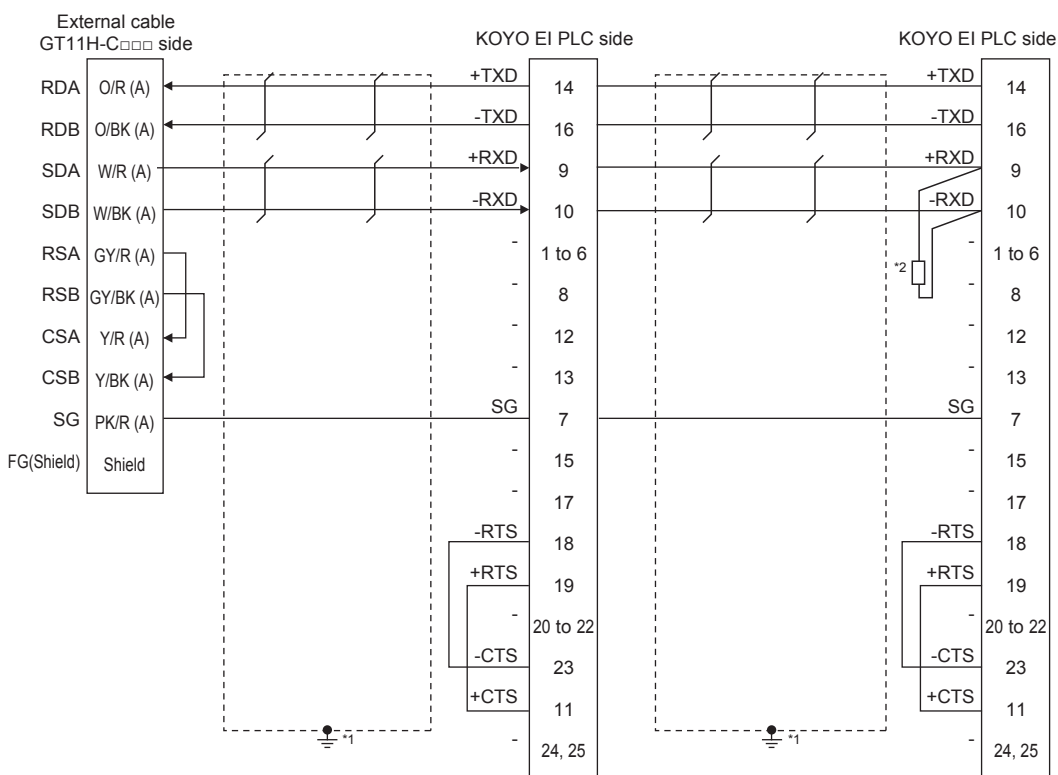 External cable
GT11H-C□□□ side
KOYO EI PLC side
KOYO EI PLC side
RDA O/R (A) +TXD 14 +TXD 14
RDB O/BK (A) -TXD 16 -TXD 16
SDA W/R (A) +RXD 9 +RXD 9
SDB W/BK (A) -RXD 10 -RXD 10
RSA GY/R (A) - 1 to 6 - 1 to 6
*2
RSB GY/BK (A) - 8 - 8
CSA Y/R (A) - 12 - 12
CSB Y/BK (A) - 13 - 13
SG PK/R (A) SG 7 SG 7
FG(Shield) Shield - 15 - 15
- 17 - 17
-RTS 18 -RTS 18
+RTS 19 +RTS 19
- 20 to 22 - 20 to 22
-CTS 23 -CTS 23
+CTS 11 +CTS 11
*1 - 24, 25 *1 - 24, 25